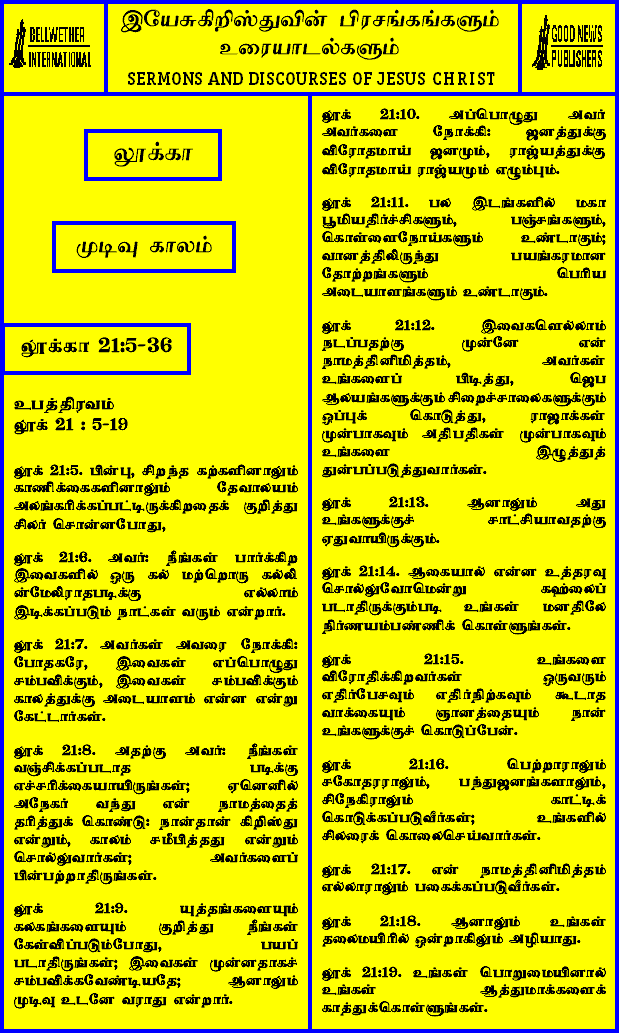 BELLWETHER
INTERNATIONAL
இயேசுகிறிஸ்துவின் பிரசங்கங்களும்
உரையாடல்களும்
SERMONS AND DISCOURSES OF JESUS CHRIST
GOOD NEWS
PUBLISHERS
லூக்கா
முடிவு காலம்
லூக்கா 21:5-36
உபத்திரவம்
லூக் 21 : 5-19
லூக் 21:5. பின்பு, சிறந்த கற்களினாலும்
காணிக்கைகளினாலும் தேவாலயம்
அலங்கரிக்கப்பட்டிருக்கிறதைக் குறித்து
சிலர் சொன்னபோது,
லூக் 21:6. அவர்: நீங்கள் பார்க்கிற
இவைகளில் ஒரு கல் மற்றொரு கல்லி
ன்மேலிராதபடிக்கு எல்லாம்
இடிக்கப்படும் நாட்கள் வரும் என்றார்.
லூக் 21:7. அவர்கள் அவரை நோக்கி:
போதகரே, இவைகள் எப்பொழுது
சம்பவிக்கும், இவைகள் சம்பவிக்கும்
காலத்துக்கு அடையாளம் என்ன என்று
கேட்டார்கள்.
லூக் 21:8. அதற்கு அவர்: நீங்கள்
வஞ்சிக்கப்படாத படிக்கு
எச்சரிக்கையாயிருங்கள்; ஏனெனில்
அநேகர் வந்து என் நாமத்தைத்
தரித்துக் கொண்டு: நான்தான் கிறிஸ்து
என்றும், காலம் சமீபித்தது என்றும்
சொல்லுவார்கள்; அவர்களைப்
பின்பற்றாதிருங்கள்.
லூக் 21:9. யுத்தங்களையும்
கலகங்களையும் குறித்து நீங்கள்
கேள்விப்படும்போது, பயப்
படாதிருங்கள்; இவைகள் முன்னதாகச்
சம்பவிக்கவேண்டியதே; ஆனாலும்
முடிவு உடனே வராது என்றார்.
லூக் 21:10. அப்பொழுது அவர்
அவர்களை நோக்கி: ஜனத்துக்கு
விரோதமாய் ஜனமும், ராஜ்யத்துக்கு
விரோதமாய் ராஜ்யமும் எழும்பும்.
லூக் 21:11. பல இடங்களில் மகா
பூமியதிர்ச்சிகளும், பஞ்சங்களும்,
கொள்ளைநோய்களும் உண்டாகும்;
வானத்திலிருந்து பயங்கரமான
தோற்றங்களும் பெரிய
அடையாளங்களும் உண்டாகும்.
லூக் 21:12. இவைகளெல்லாம்
நடப்பதற்கு முன்னே என்
நாமத்தினிமித்தம், அவர்கள்
உங்களைப் பிடித்து, ஜெப
ஆலயங்களுக்கும் சிறைச்சாலைகளுக்கும்
ஒப்புக் கொடுத்து, ராஜாக்கள்
முன்பாகவும் அதிபதிகள் முன்பாகவும்
உங்களை இழுத்துத்
துன்பப்படுத்துவார்கள்.
லூக் 21:13. ஆனாலும் அது
உங்களுக்குச் சாட்சியாவதற்கு
ஏதுவாயிருக்கும்.
லூக் 21:14. ஆகையால் என்ன உத்தரவு
சொல்லுவோமென்று கவலைப்
படாதிருக்கும்படி உங்கள் மனதிலே
நிர்ணயம்பண்ணிக் கொள்ளுங்கள்.
லூக் 21:15. உங்களை
விரோதிக்கிறவர்கள் ஒருவரும்
எதிர்பேசவும் எதிர்நிற்கவும் கூடாத
வாக்கையும் ஞானத்தையும் நான்
உங்களுக்குச் கொடுப்பேன்.
லூக் 21:16. பெற்றாராலும்
சகோதரராலும், பந்துஜனங்களாலும்,
சிநேகிராலும் காட்டிக்
கொடுக்கப்படுவீர்கள்; உங்களில்
சிலரைக் கொலைசெய்வார்கள்.
லூக் 21:17. என் நாமத்தினிமித்தம்
எல்லாராலும் பகைக்கப்படுவீர்கள்.
லூக் 21:18. ஆனாலும் உங்கள்
தலைமயிரில் ஒன்றாகிலும் அழியாது.
லூக் 21:19. உங்கள் பொறுமையினால்
உங்கள் ஆத்துமாக்களைக்
காத்துக்கொள்ளுங்கள்.